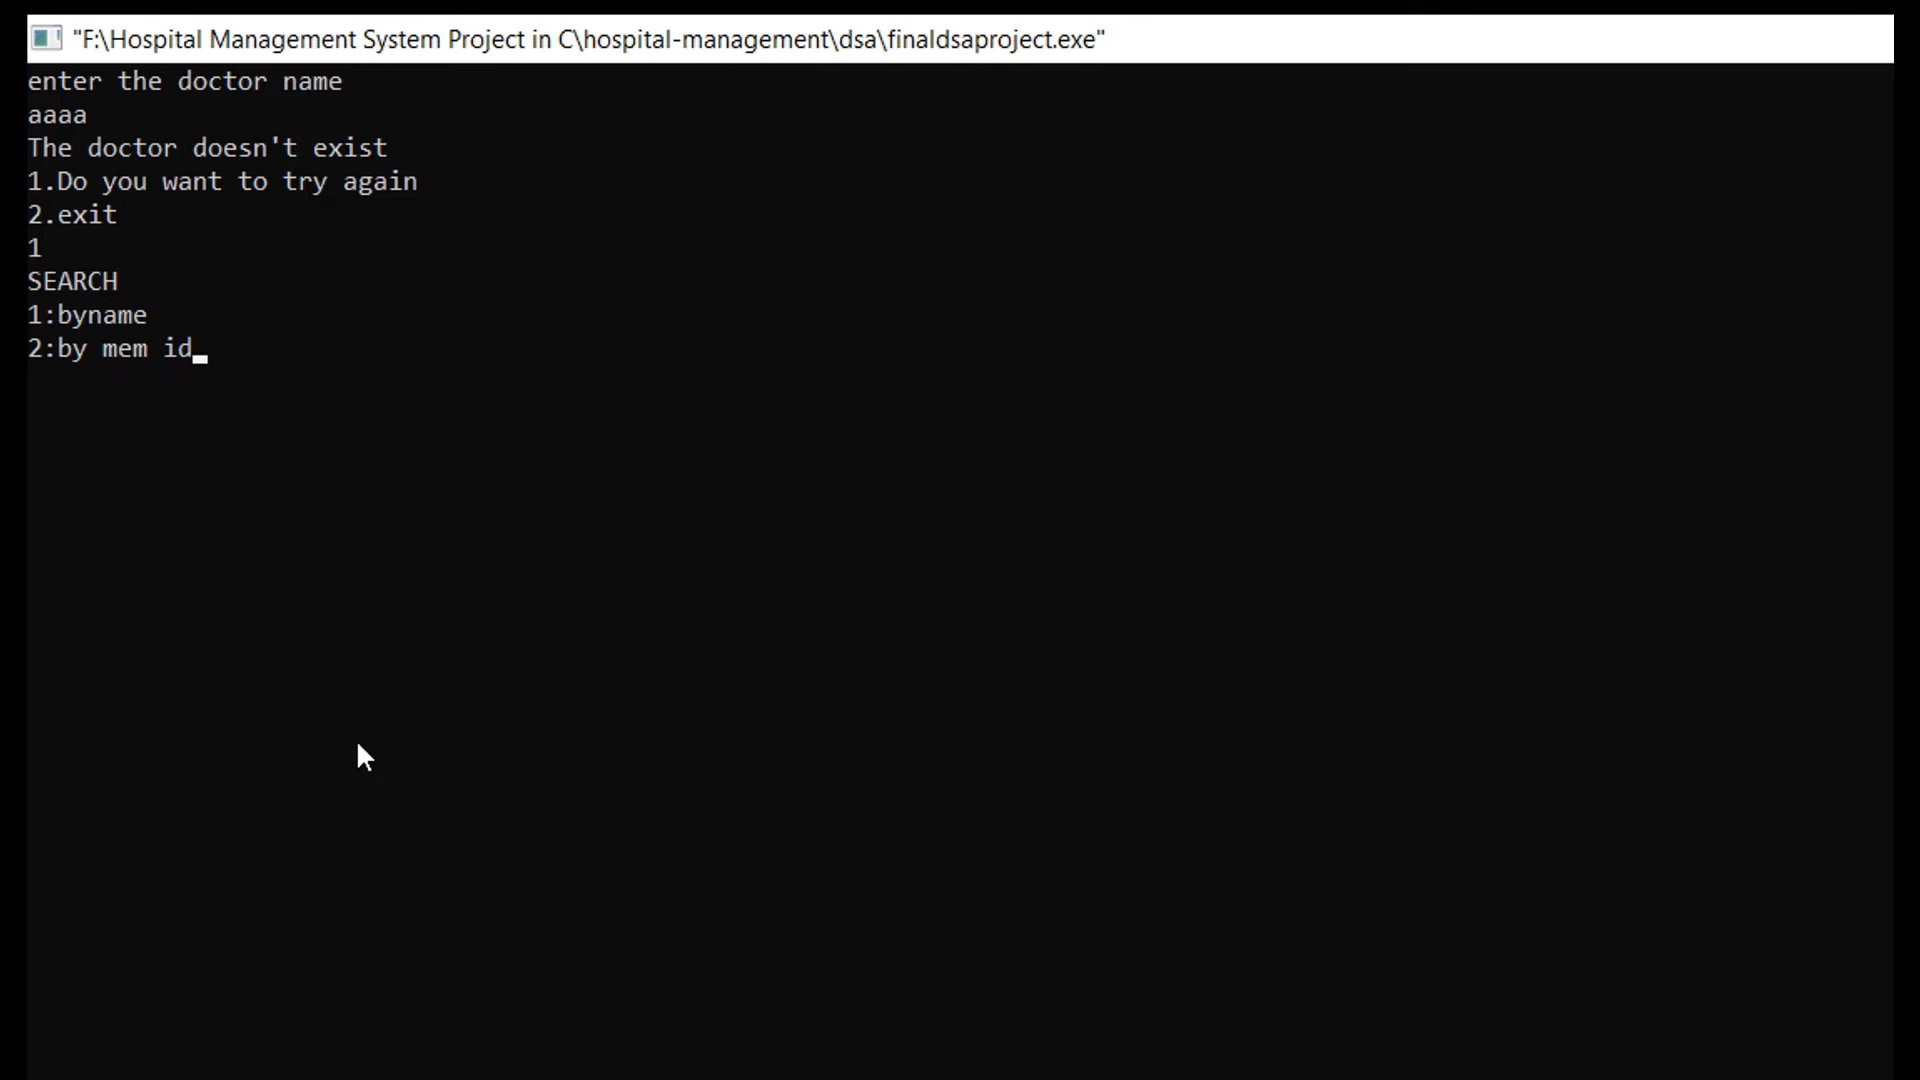 "F:\Hospital Management System Project in C\hospital-management\dsa\finaldsaproject.exe"
enter the doctor name
aaaa
The doctor doesn't exist
1.Do you want to try again
2.exit
1
SEARCH
1:byname
2:by mem id